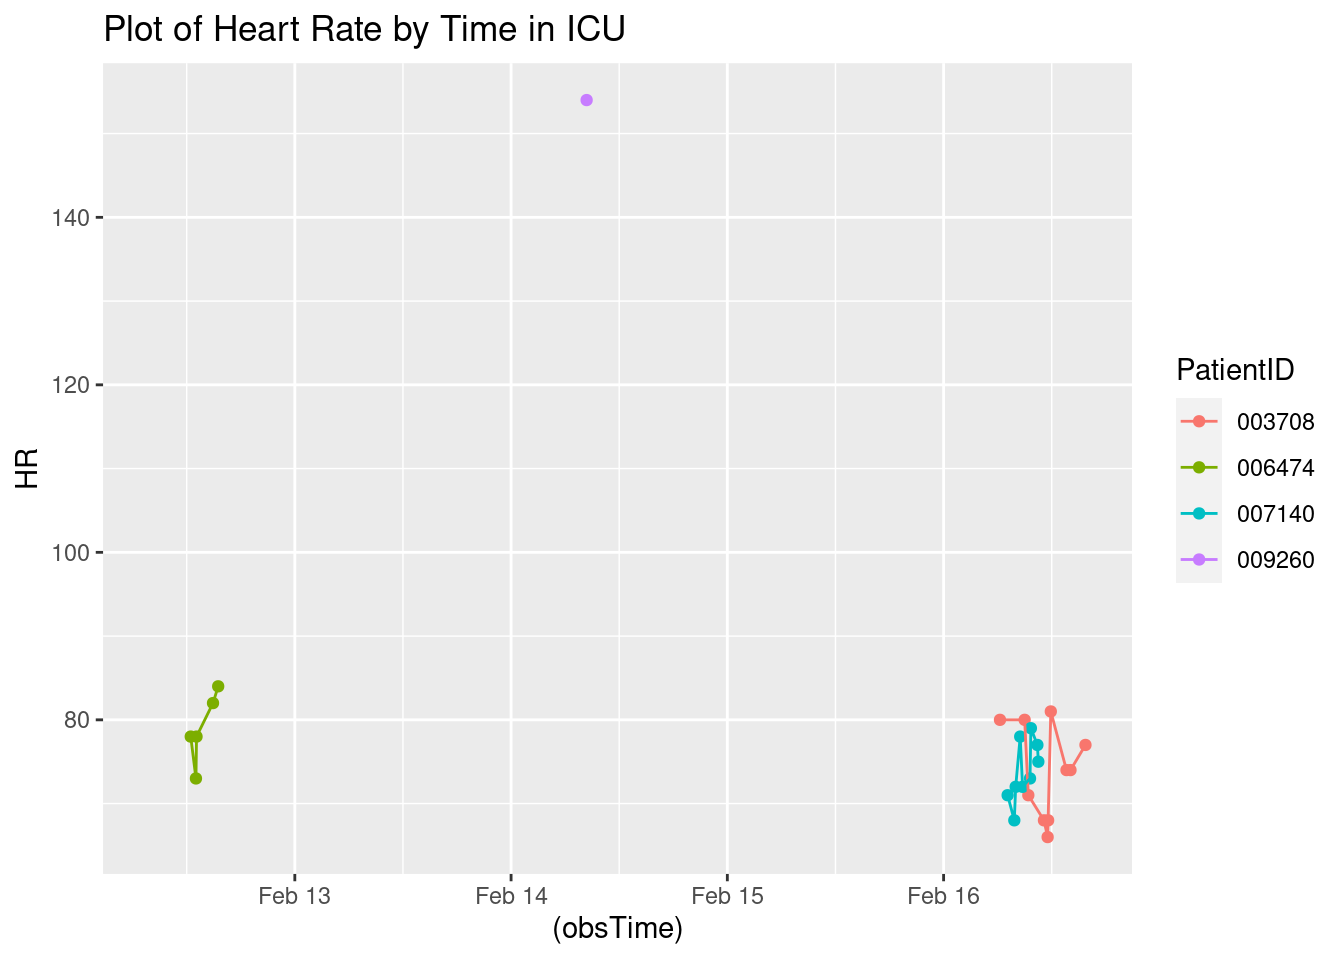 Plot of Heart Rate by Time in ICU
140
120
100
80
HR
Feb 13
Feb 14
Feb 15
Feb 16
(obsTime)
PatientID
003708
006474
007140
009260